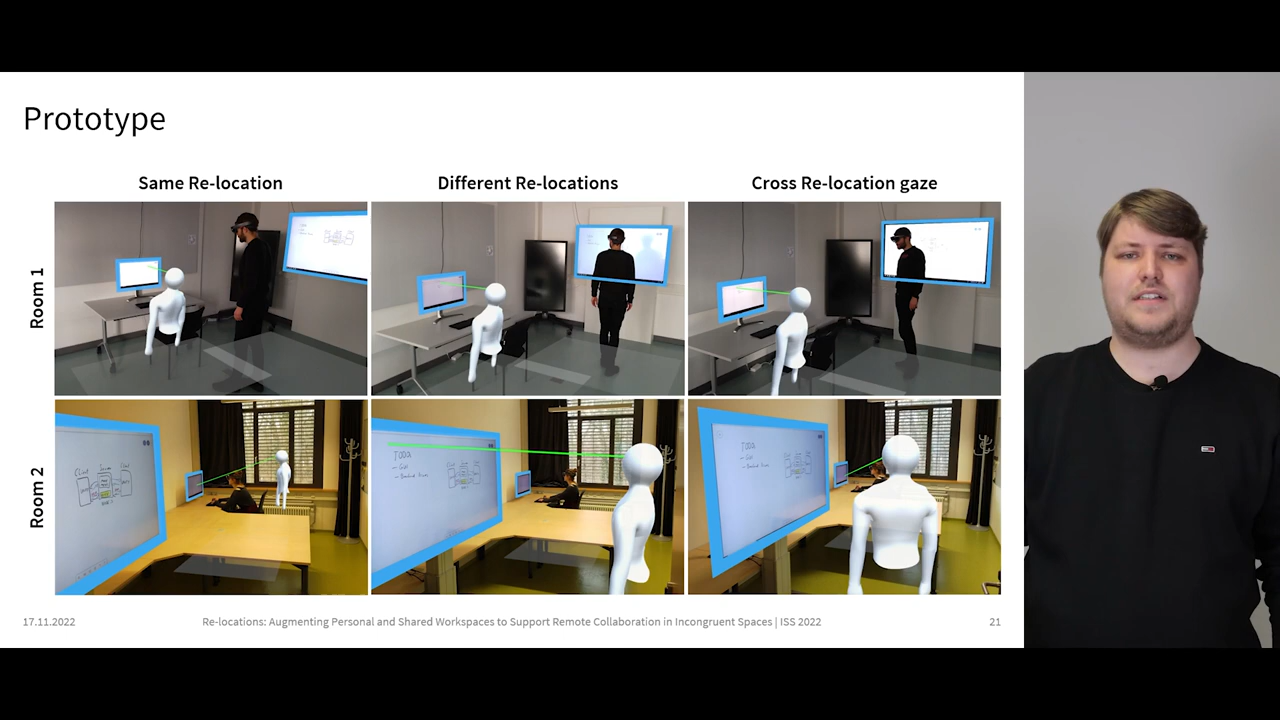 Prototype
Same Re-location
Different Re-locations
Cross Re-location gaze
Room 1
Room 2
TODO
TODO
17.11.2022
Re-locations: Augmenting Personal and Shared Workspaces to Support Remote Collaboration in Incongruent Spaces | ISS 2022
21